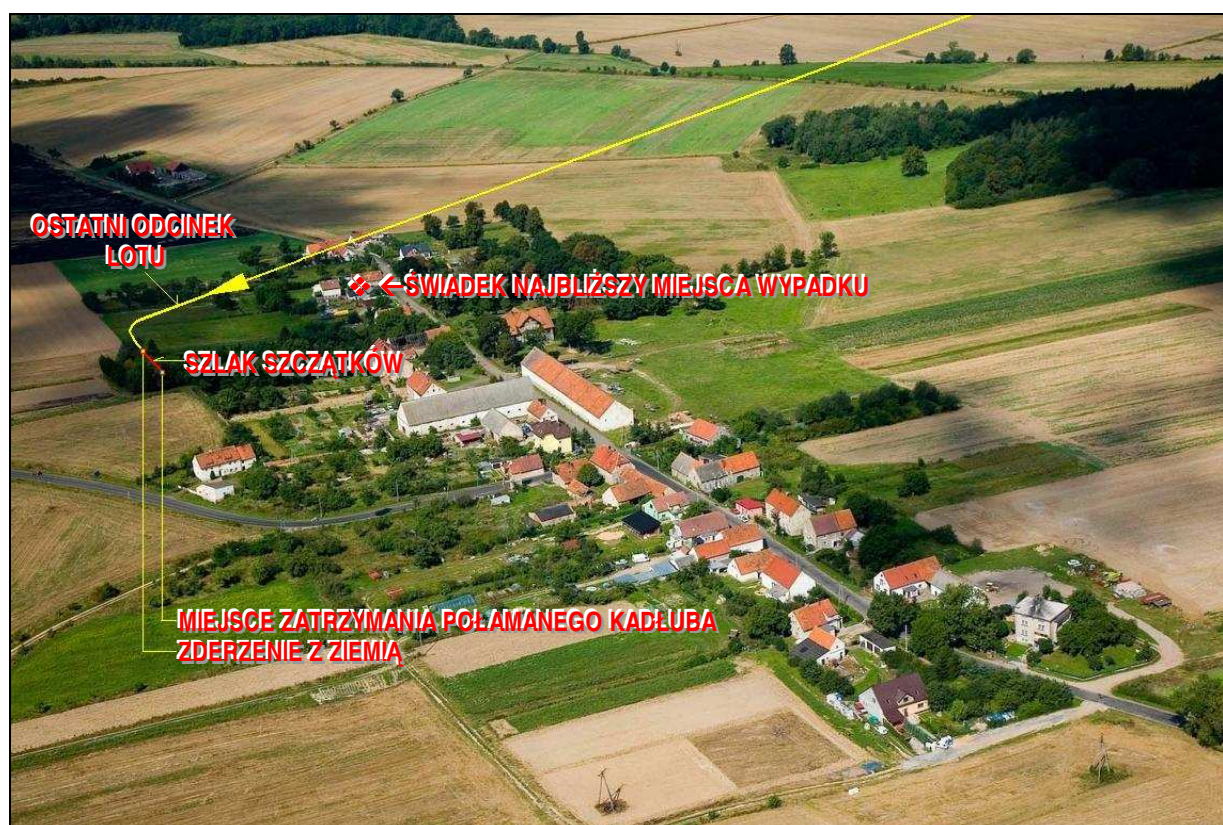 OSTATNI ODCINEK
LOTU
❖ ←ŚWIADEK NAJBLIŻSZY MIEJSCA WYPADKU
SZLAK SZCZĄTKÓW
MIEJSCE ZATRZYMANIA POŁAMANEGO KADŁUBA
ZDERZENIE Z ZIEMIĄ